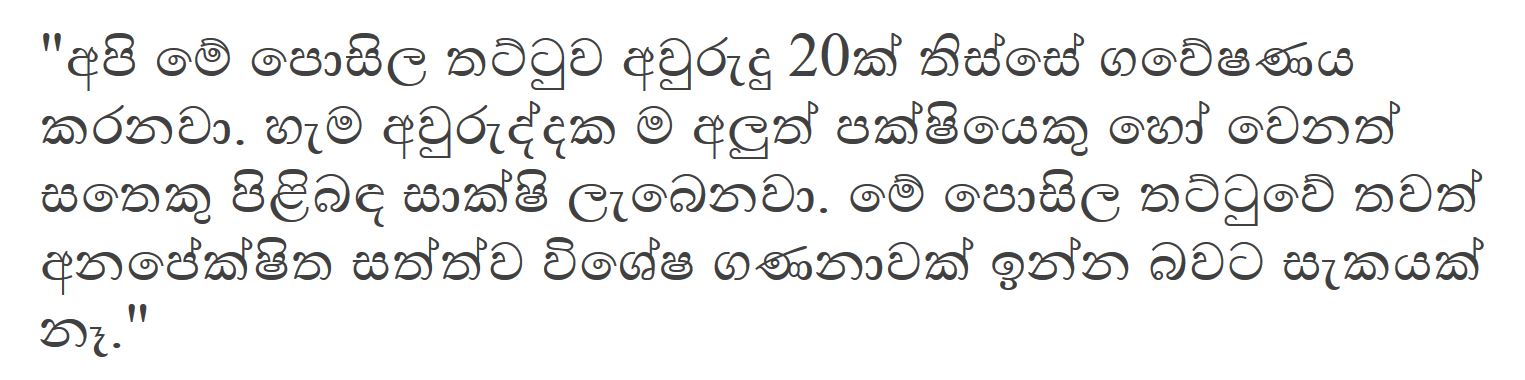 "අපි මේ පොසිල තට්ටුව අවුරුදු 20ක් තිස්සේ ගවේෂණය
කරනවා. හැම අවුරුද්දක ම අලුත් පක්ෂියෙකු හෝ වෙනත්
සතෙකු පිළිබඳ සාක්ෂි ලැබෙනවා. මේ පොසිල තට්ටුවේ තවත්
අනපේක්ෂිත සත්ත්ව විශේෂ ගණනාවක් ඉන්න බවට සැකයක්
නෑ."